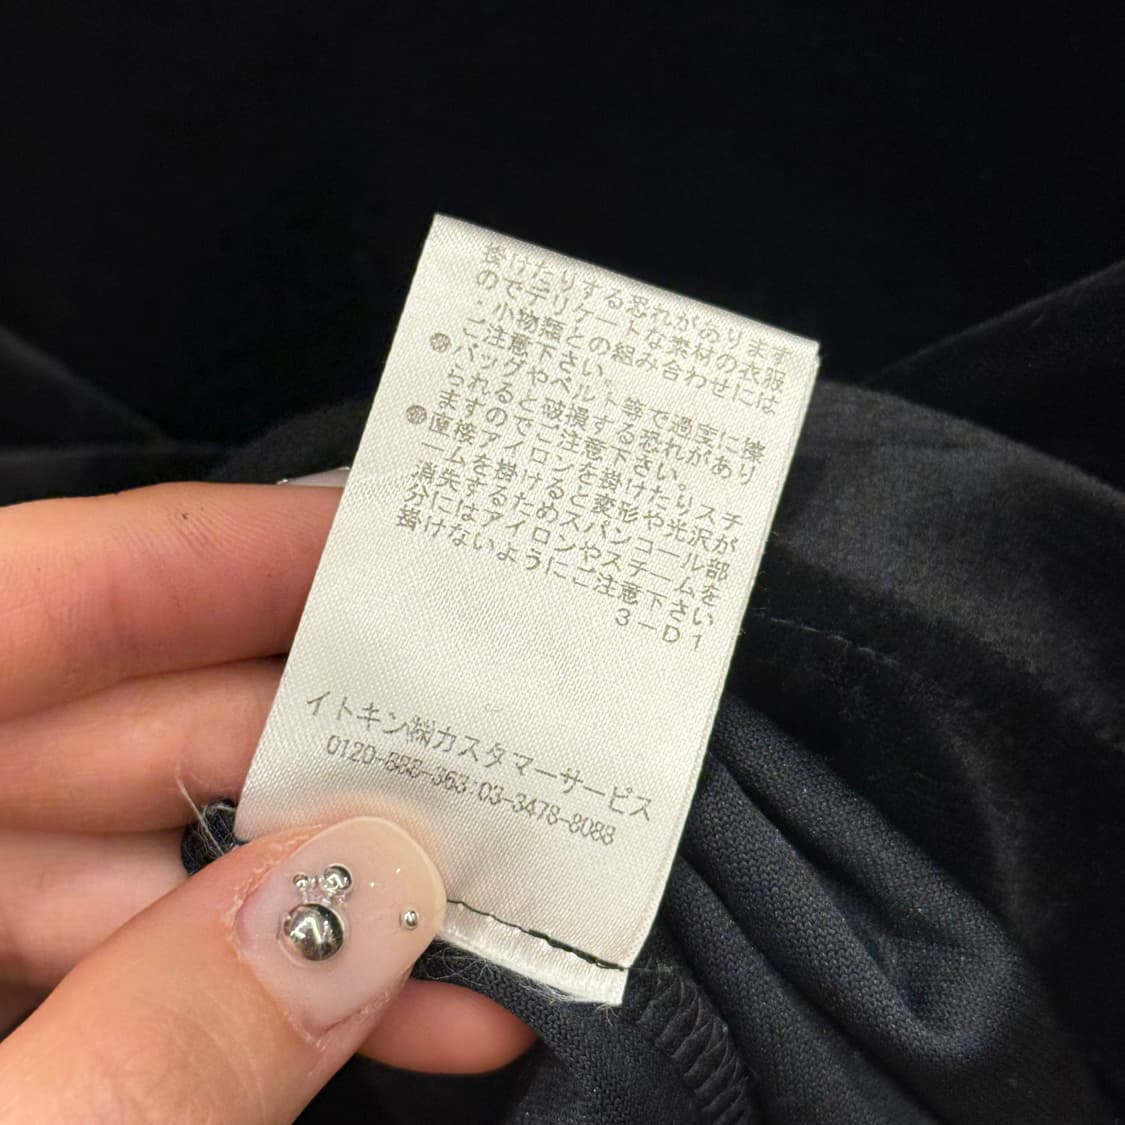 掛けたりする恐れがあります
のでデリケートな素材の衣服
・小物類との組み合わせには
ご注意下さい。
※バッグやベルト等で過度に擦
られると破損する恐れがあり
ますのでご注意下さい。
※直接アイロンを掛けたりスチ
ームを掛けると変形や光沢が
消失するためスパンコール部
分にはアイロンやスチームを
掛けないようにご注意下さい
3-D1
イトキン㈱カスタマーサービス
0120-888-363:03-3478-8088